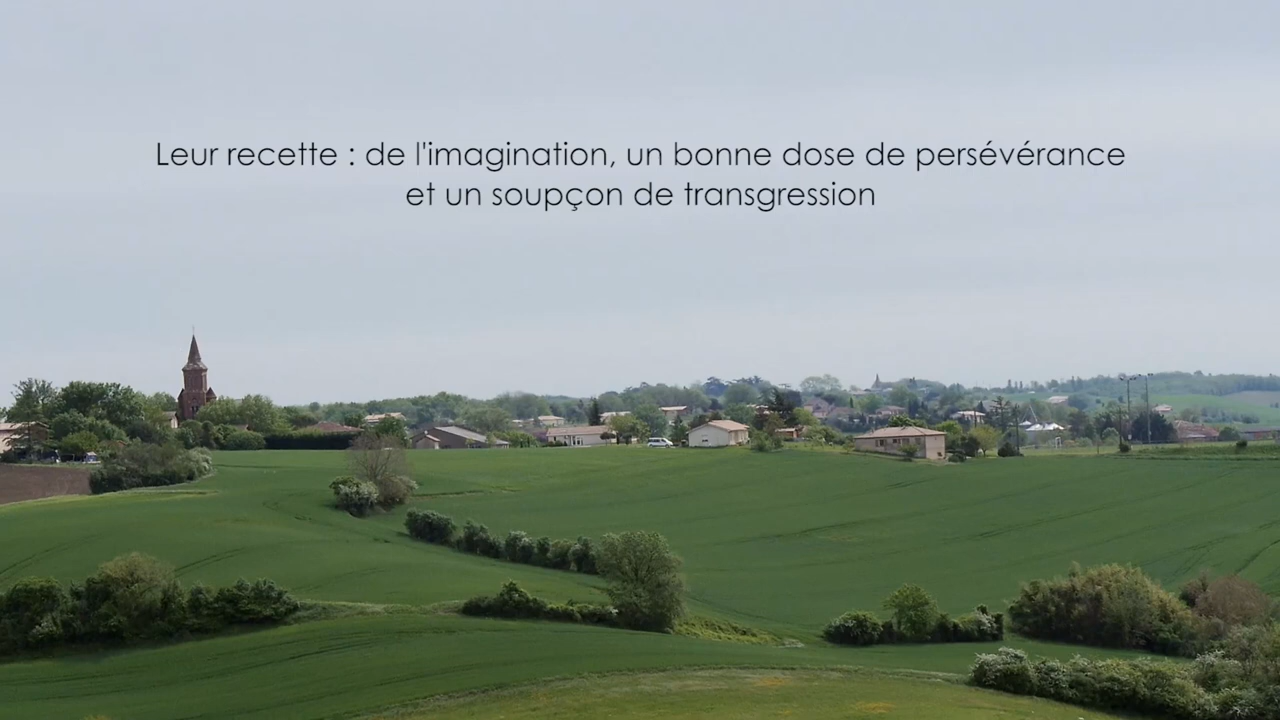 Leur recette : de l'imagination, un bonne dose de persévérance
et un soupçon de transgression